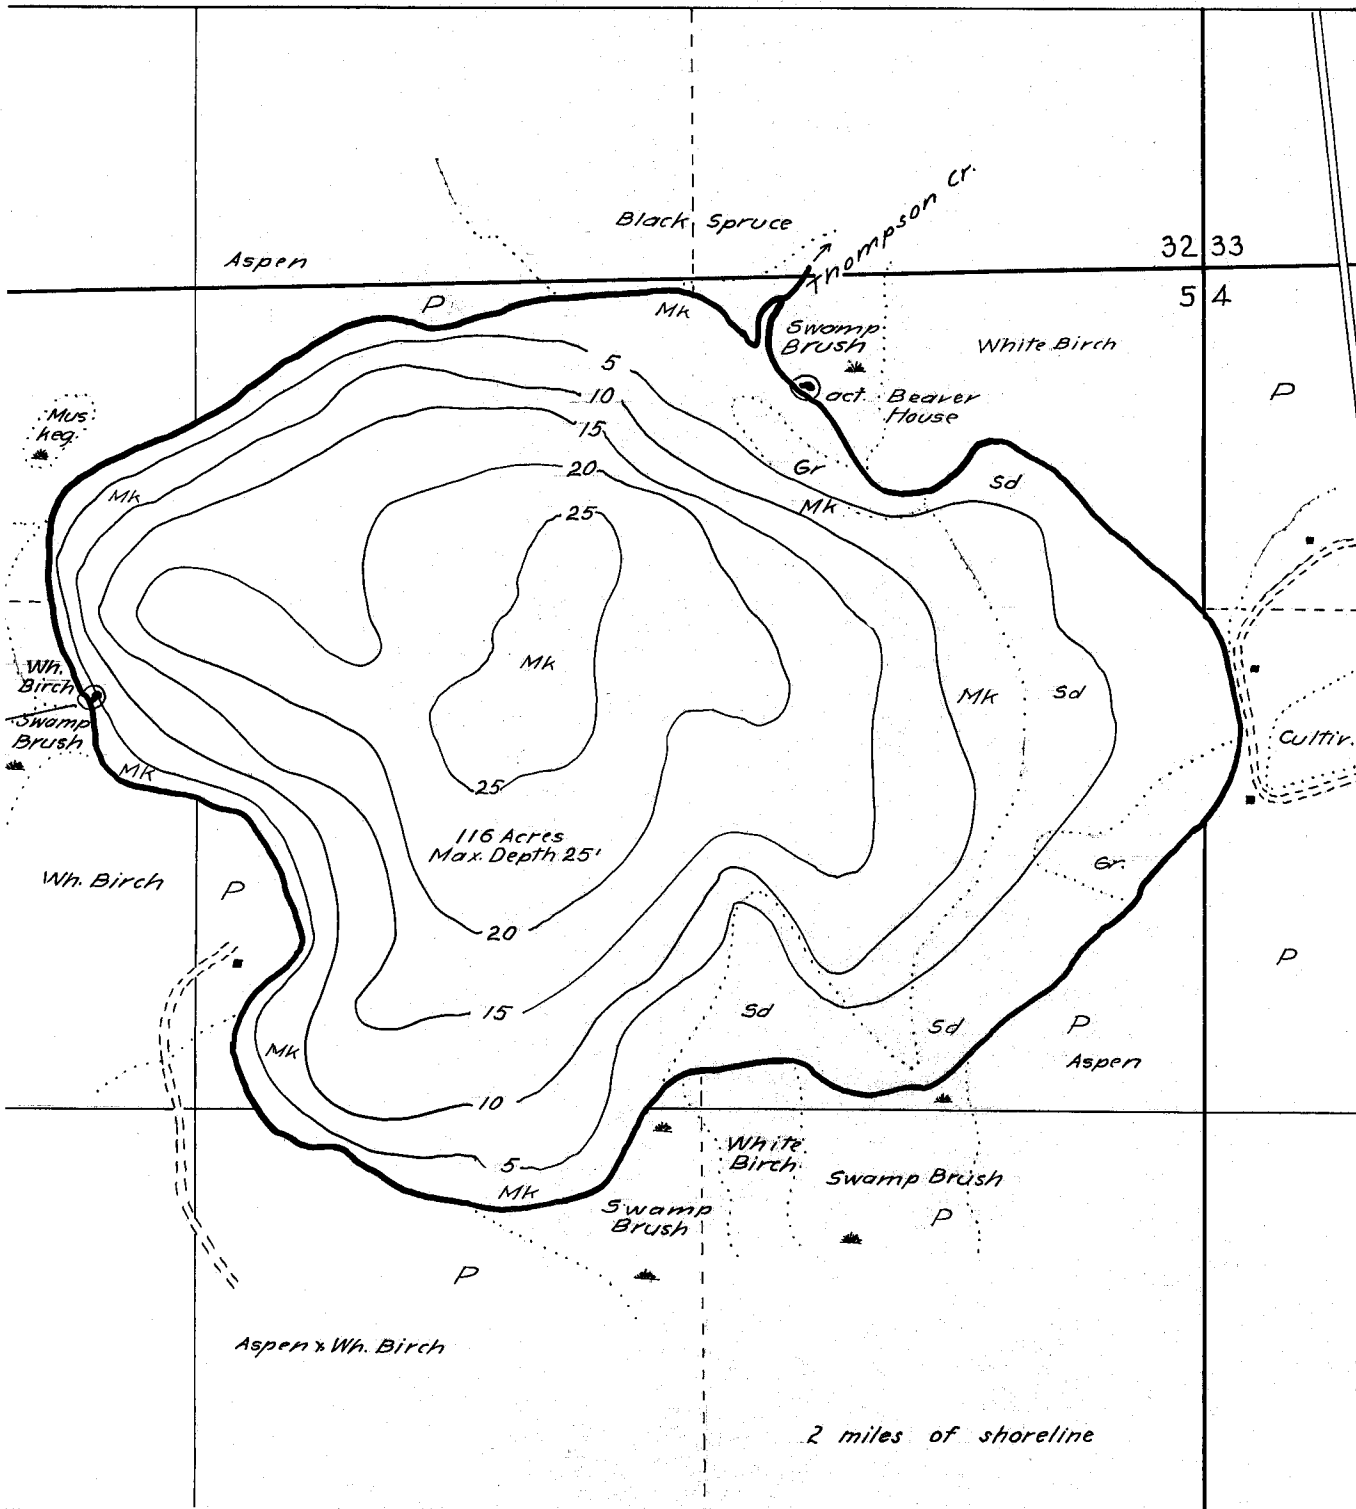 Thompson Cr.
Black Spruce
Aspen
32 33
5 4
P
Mk
Swamp
Brush
White Birch
5
P
10
act. Beaver
House
Mus
keg
15
20
Gr
Sd
Mk
Mk
25
Mk
Wh.
Birch
Mk
Sd
Swamp
Brush
Cultiv.
Mk
25
116 Acres
Max. Depth 25'
Gr.
Wh. Birch
P
20
P
15
Sd
Sd
P
Mk
Aspen
10
White
Birch
5
Swamp Brush
Mk
Swamp
Brush
P
P
Aspen & Wh. Birch
2 miles of shoreline